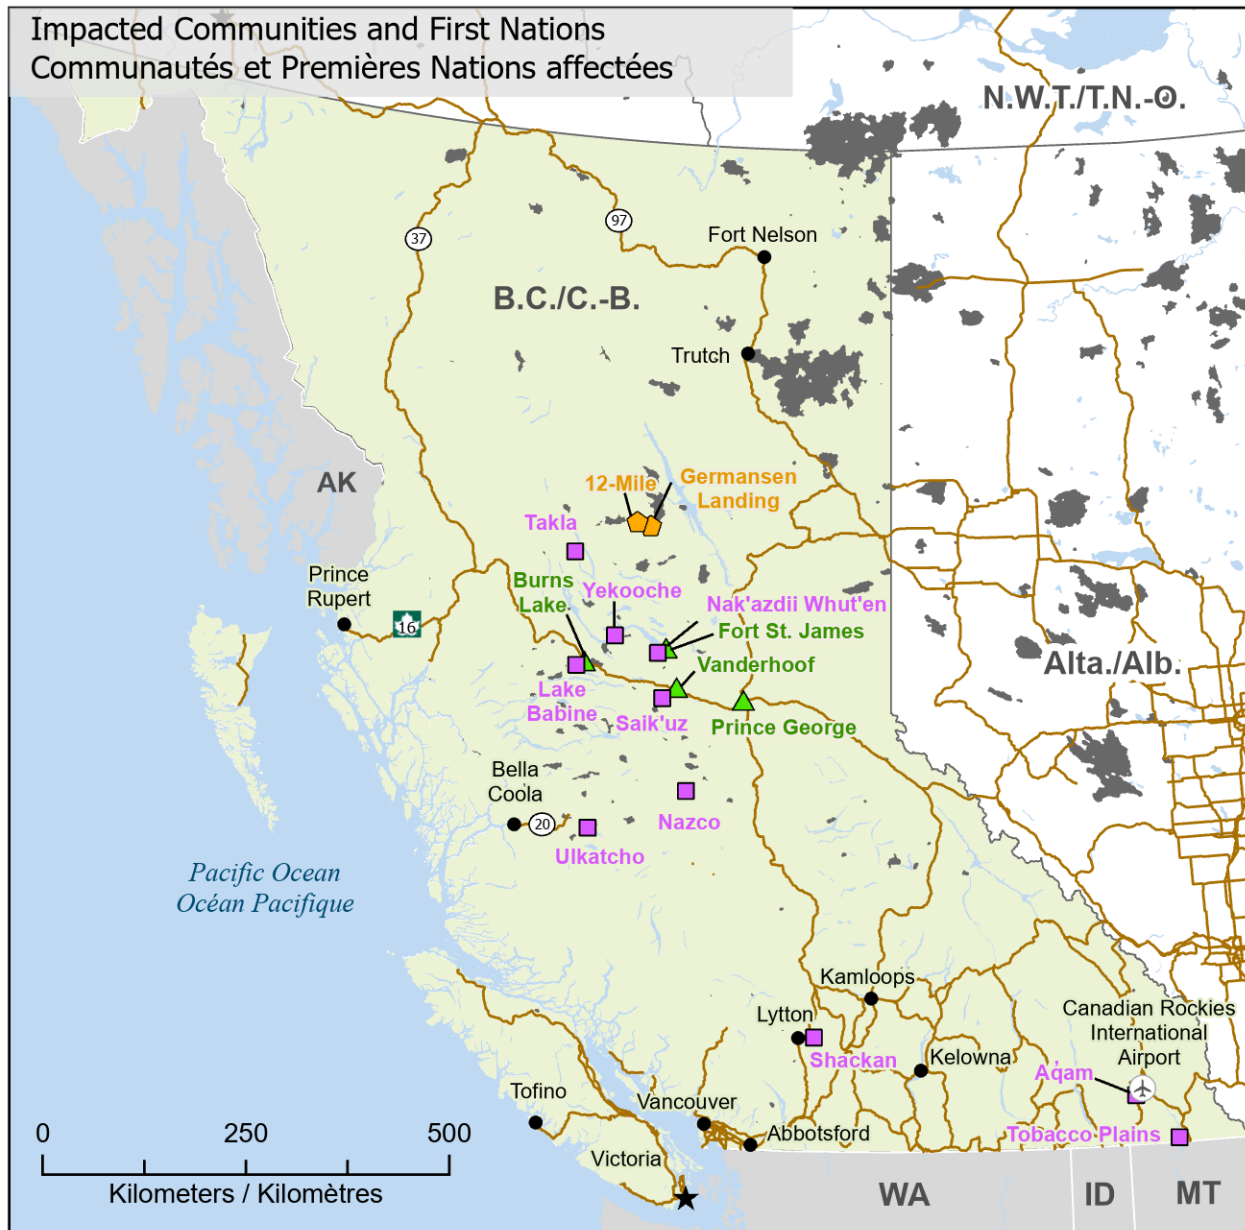 Impacted Communities and First Nations
Communautés et Premières Nations affectées
N.W.T./T.N.-O.
97
37
Fort Nelson
B.C./C.-B.
Trutch
AK
12-Mile
Germansen
Landing
Takla
Prince
Rupert
16
Burns
Lake
Yekooche
Nak'azdii Whut'en
Fort St. James
Vanderhoof
Alta./Alb.
Lake
Babine
Saik'uz
Prince George
Bella
Coola
20
Nazco
Ulkatcho
Pacific Ocean
Océan Pacifique
Kamloops
Lytton
Shackan
Kelowna
Canadian Rockies
International
Airport
Aq̓am
Tobacco Plains
Tofino
Vancouver
Abbotsford
Victoria
0 250 500
Kilometers / Kilomètres
WA
ID
MT